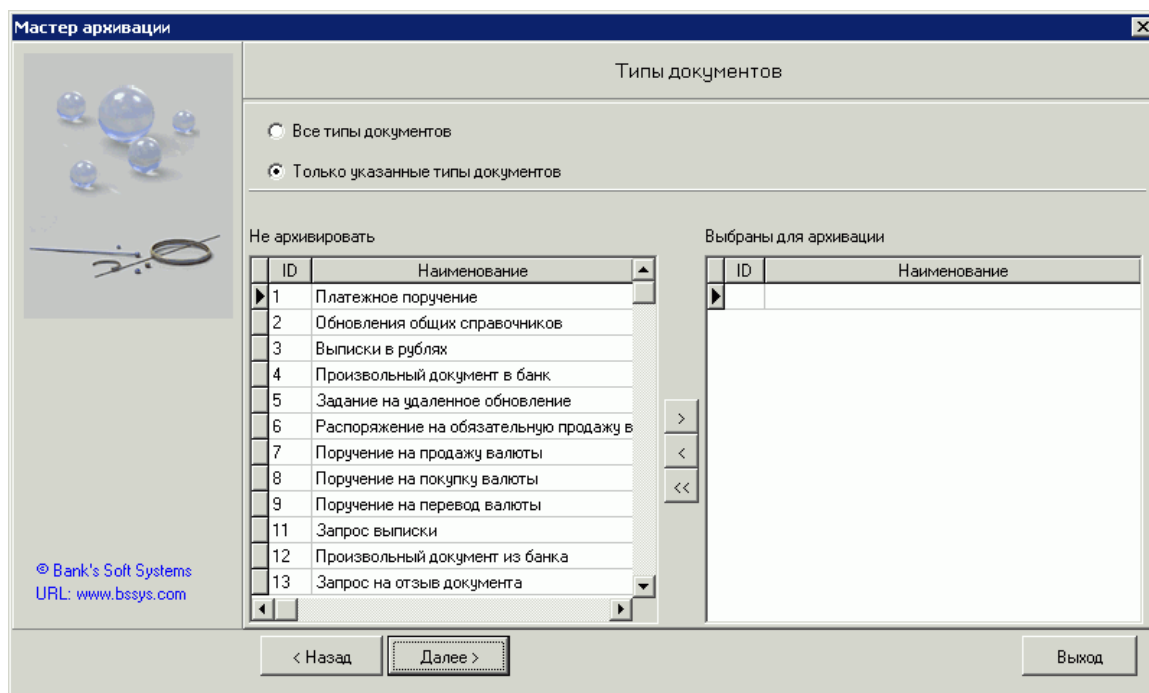 Мастер архивации
Типы документов
Все типы документов
Только указанные типы документов
Не архивировать
ID Наименование
1 Платежное поручение
2 Обновления общих справочников
3 Выписки в рублях
4 Произвольный документ в банк
5 Задание на удаленное обновление
6 Распоряжение на обязательную продажу в
7 Поручение на продажу валюты
8 Поручение на покупку валюты
9 Поручение на перевод валюты
11 Запрос выписки
12 Произвольный документ из банка
13 Запрос на отзыв документа
>
<
<<
Выбраны для архивации
ID Наименование
© Bank's Soft Systems
URL: www.bssys.com
< Назад
Далее >
Выход